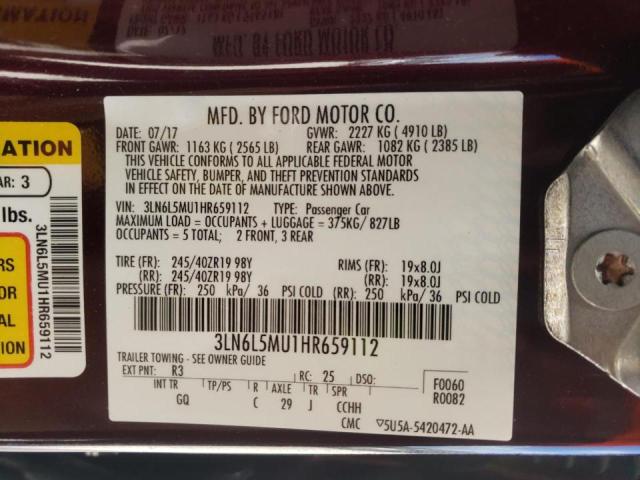 MFD. BY FORD MOTOR CO.
DATE: 07/17 GVWR: 2227 KG ( 4910 LB)
FRONT GAWR: 1163 KG ( 2565 LB) REAR GAWR: 1082 KG ( 2385 LB)
THIS VEHICLE CONFORMS TO ALL APPLICABLE FEDERAL MOTOR
VEHICLE SAFETY, BUMPER, AND THEFT PREVENTION STANDARDS
IN EFFECT ON THE DATE OF MANUFACTURE SHOWN ABOVE.
VIN: 3LN6L5MU1HR659112 TYPE: Passenger Car
MAXIMUM LOAD = OCCUPANTS + LUGGAGE = 375KG/ 827LB
OCCUPANTS = 5 TOTAL; 2 FRONT, 3 REAR
TIRE (FR): 245/40ZR19 98Y RIMS (FR): 19x8.0J
(RR): 245/40ZR19 98Y (RR): 19x8.0J
PRESSURE (FR): 250 kPa/ 36 PSI COLD (RR): 250 kPa/ 36 PSI COLD
3LN6L5MU1HR659112
TRAILER TOWING - SEE OWNER GUIDE
EXT PNT: R3 RC: 25 DSO:
INT TR TP/PS R AXLE TR SPR
GQ C 29 J CCHH
F0060
R0082
CMC ▽5U5A-5420472-AA
ATION
AR: 3
lbs.
RS
OR
AL
S
3LN6L5MU1HR659112
MFD. BY FORD MOTOR CO